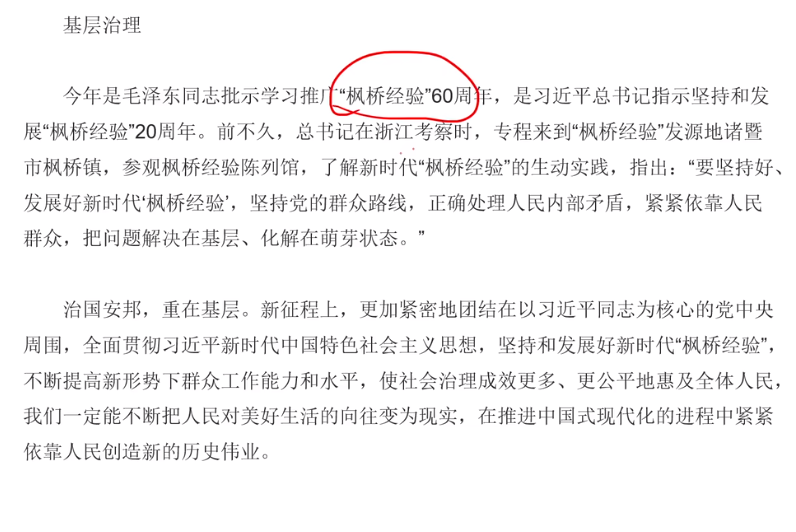 基层治理
今年是毛泽东同志批示学习推广“枫桥经验”60周年，是习近平总书记指示坚持和发
展“枫桥经验”20周年。前不久，总书记在浙江考察时，专程来到“枫桥经验”发源地诸暨
市枫桥镇，参观枫桥经验陈列馆，了解新时代“枫桥经验”的生动实践，指出：“要坚持好、
发展好新时代‘枫桥经验’，坚持党的群众路线，正确处理人民内部矛盾，紧紧依靠人民
群众，把问题解决在基层、化解在萌芽状态。”
治国安邦，重在基层。新征程上，更加紧密地团结在以习近平同志为核心的党中央
周围，全面贯彻习近平新时代中国特色社会主义思想，坚持和发展好新时代“枫桥经验”，
不断提高新形势下群众工作能力和水平，使社会治理成效更多、更公平地惠及全体人民，
我们一定能不断把人民对美好生活的向往变为现实，在推进中国式现代化的进程中紧紧
依靠人民创造新的历史伟业。